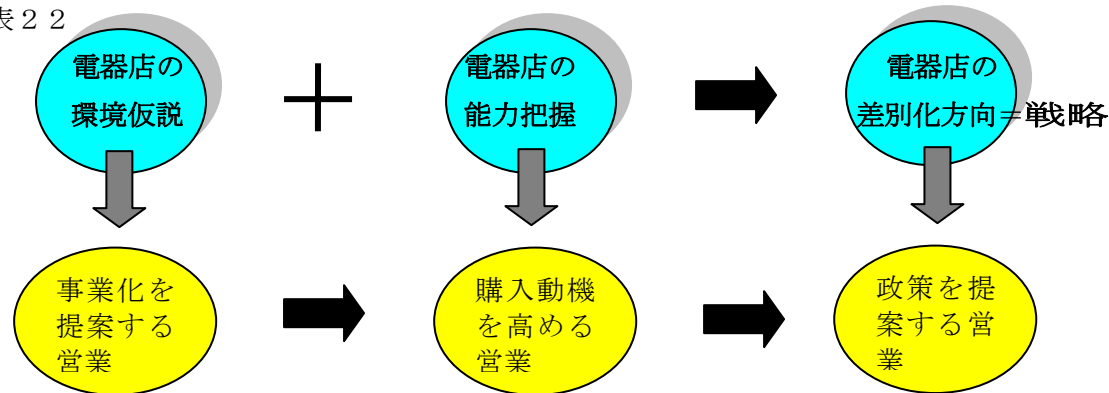 表２２
電器店の
環境仮説
電器店の
能力把握
電器店の
差別化方向＝戦略
事業化を
提案する
営業
購入動機
を高める
営業
政策を提
案する営
業